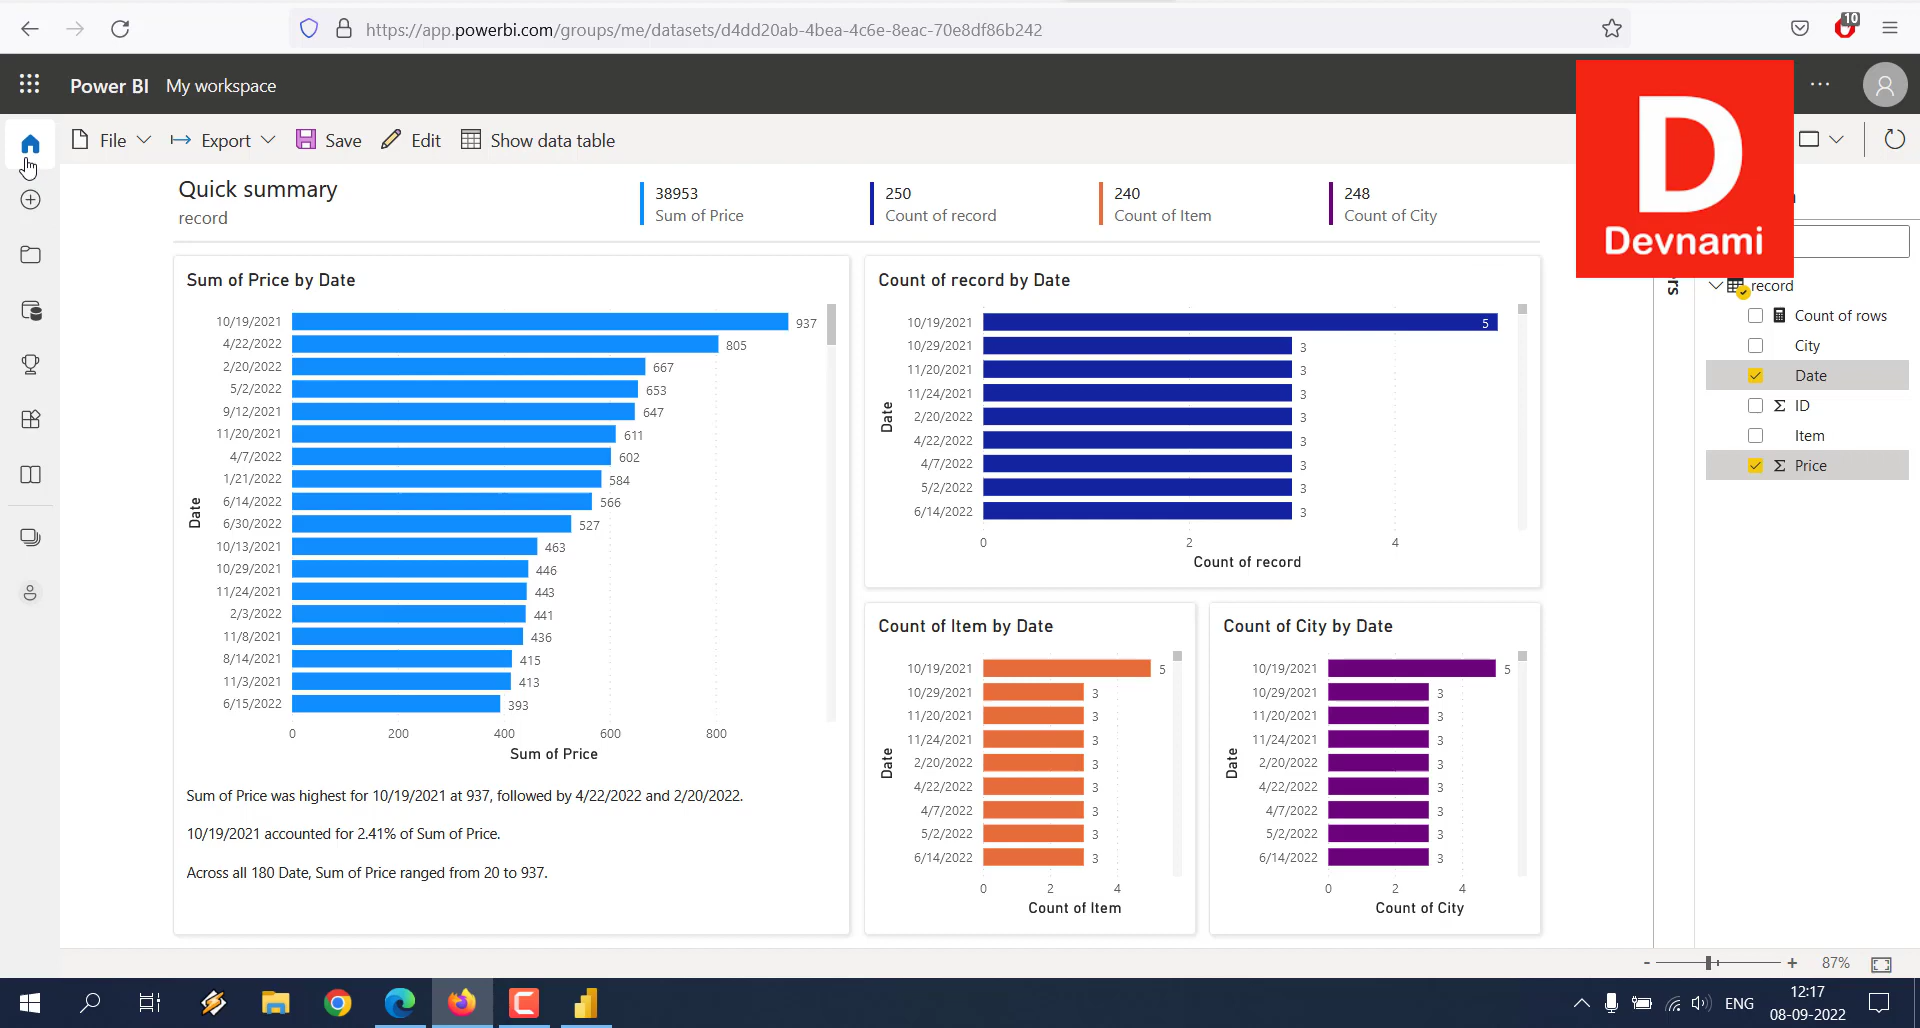 https://app.powerbi.com/groups/me/datasets/d4dd20ab-4bea-4c6e-8eac-70e8df86b242
10
Power BI My workspace
D
Devnami
File Export Save Edit Show data table
Quick summary
record
38953
Sum of Price
250
Count of record
240
Count of Item
248
Count of City
Sum of Price by Date
Date
10/19/2021 937
4/22/2022 805
2/20/2022 667
5/2/2022 653
9/12/2021 647
11/20/2021 611
4/7/2022 602
1/21/2022 584
6/14/2022 566
6/30/2022 527
10/13/2021 463
10/29/2021 446
11/24/2021 443
2/3/2022 441
11/8/2021 436
8/14/2021 415
11/3/2021 413
6/15/2022 393
0 200 400 600 800
Sum of Price
Sum of Price was highest for 10/19/2021 at 937, followed by 4/22/2022 and 2/20/2022.
10/19/2021 accounted for 2.41% of Sum of Price.
Across all 180 Date, Sum of Price ranged from 20 to 937.
Count of record by Date
Date
10/19/2021 5
10/29/2021 3
11/20/2021 3
11/24/2021 3
2/20/2022 3
4/22/2022 3
4/7/2022 3
5/2/2022 3
6/14/2022 3
0 2 4
Count of record
Count of Item by Date
Date
10/19/2021 5
10/29/2021 3
11/20/2021 3
11/24/2021 3
2/20/2022 3
4/22/2022 3
4/7/2022 3
5/2/2022 3
6/14/2022 3
0 2 4
Count of Item
Count of City by Date
Date
10/19/2021 5
10/29/2021 3
11/20/2021 3
11/24/2021 3
2/20/2022 3
4/22/2022 3
4/7/2022 3
5/2/2022 3
6/14/2022 3
0 2 4
Count of City
record
Count of rows
City
Date
ID
Item
Price
87%
ENG
12:17
08-09-2022